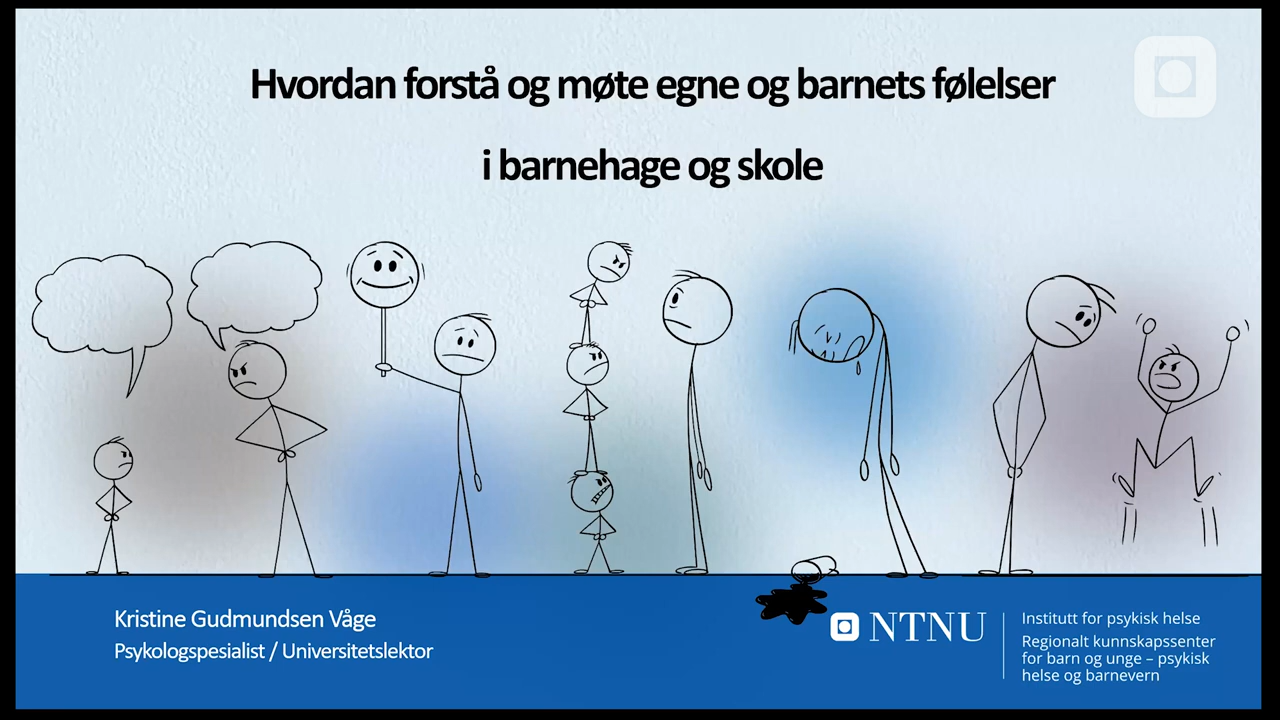 Hvordan forstå og møte egne og barnets følelser
i barnehage og skole
Kristine Gudmundsen Våge
Psykologspesialist / Universitetslektor
NTNU
Institutt for psykisk helse
Regionalt kunnskapssenter
for barn og unge – psykisk
helse og barnevern